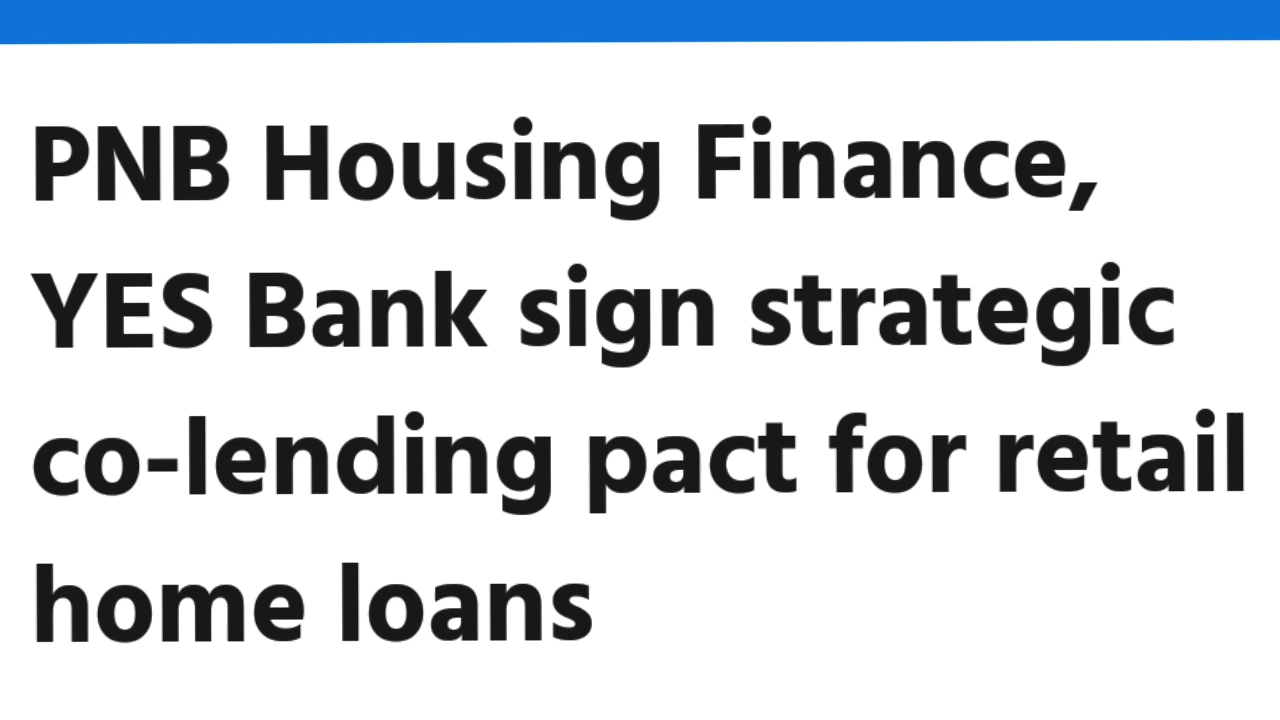 PNB Housing Finance,
YES Bank sign strategic
co-lending pact for retail
home loans